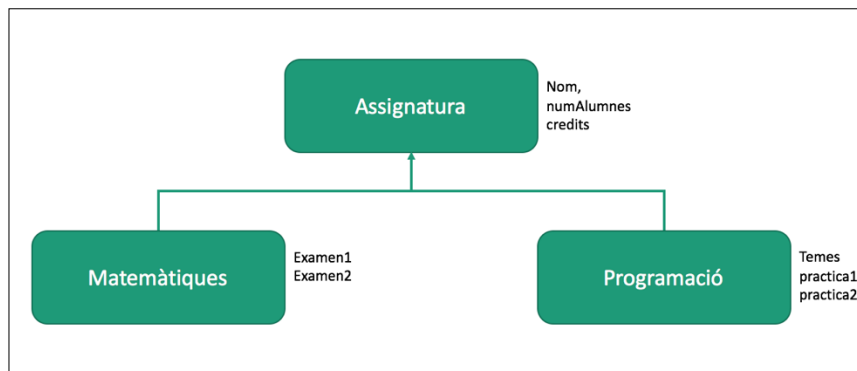 Assignatura
Nom,
numAlumnes
credits
Matemàtiques
Examen1
Examen2
Programació
Temes
practica1
practica2